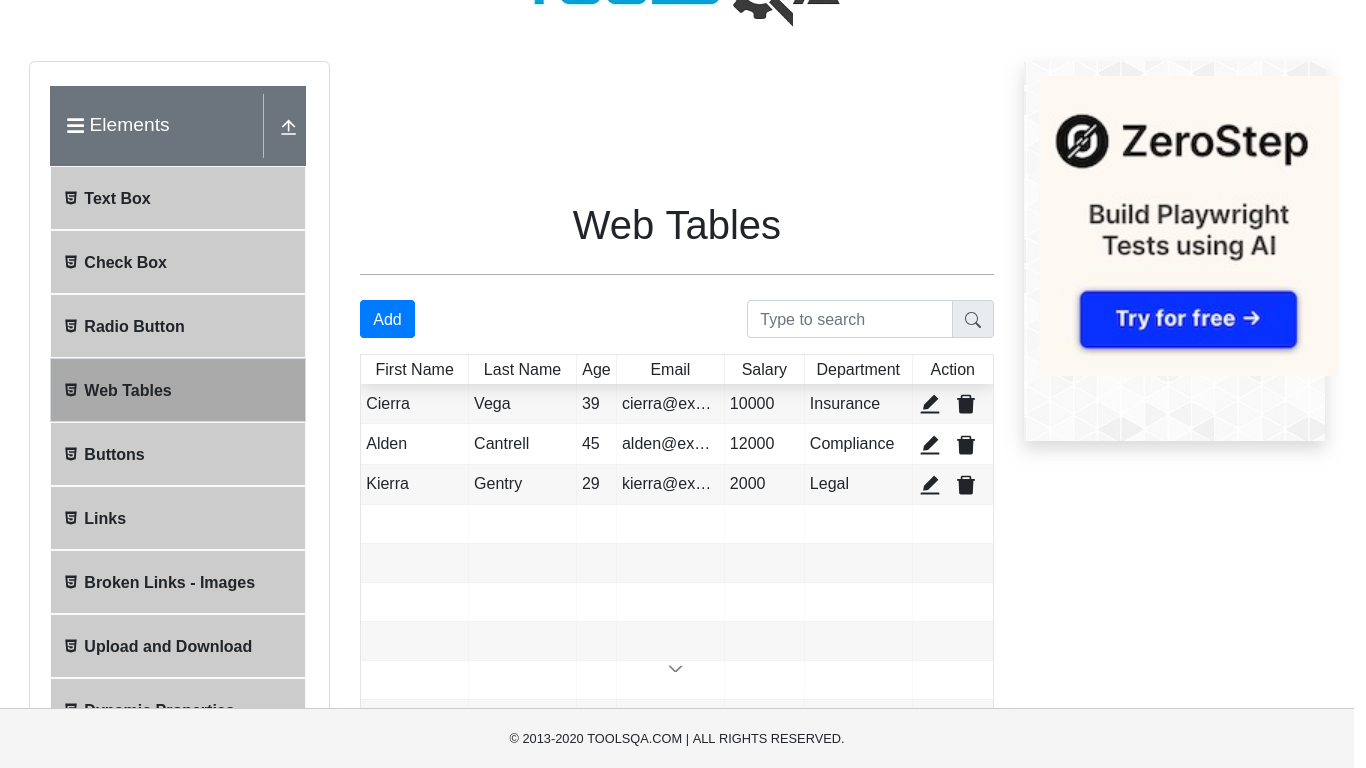 Elements
Text Box
Check Box
Radio Button
Web Tables
Buttons
Links
Broken Links - Images
Upload and Download
Dynamic Properties
Web Tables
Add
Type to search
First Name Last Name Age Email Salary Department Action
Cierra Vega 39 cierra@ex… 10000 Insurance
Alden Cantrell 45 alden@ex… 12000 Compliance
Kierra Gentry 29 kierra@ex… 2000 Legal
ZeroStep
Build Playwright
Tests using AI
Try for free →
© 2013-2020 TOOLSQA.COM | ALL RIGHTS RESERVED.